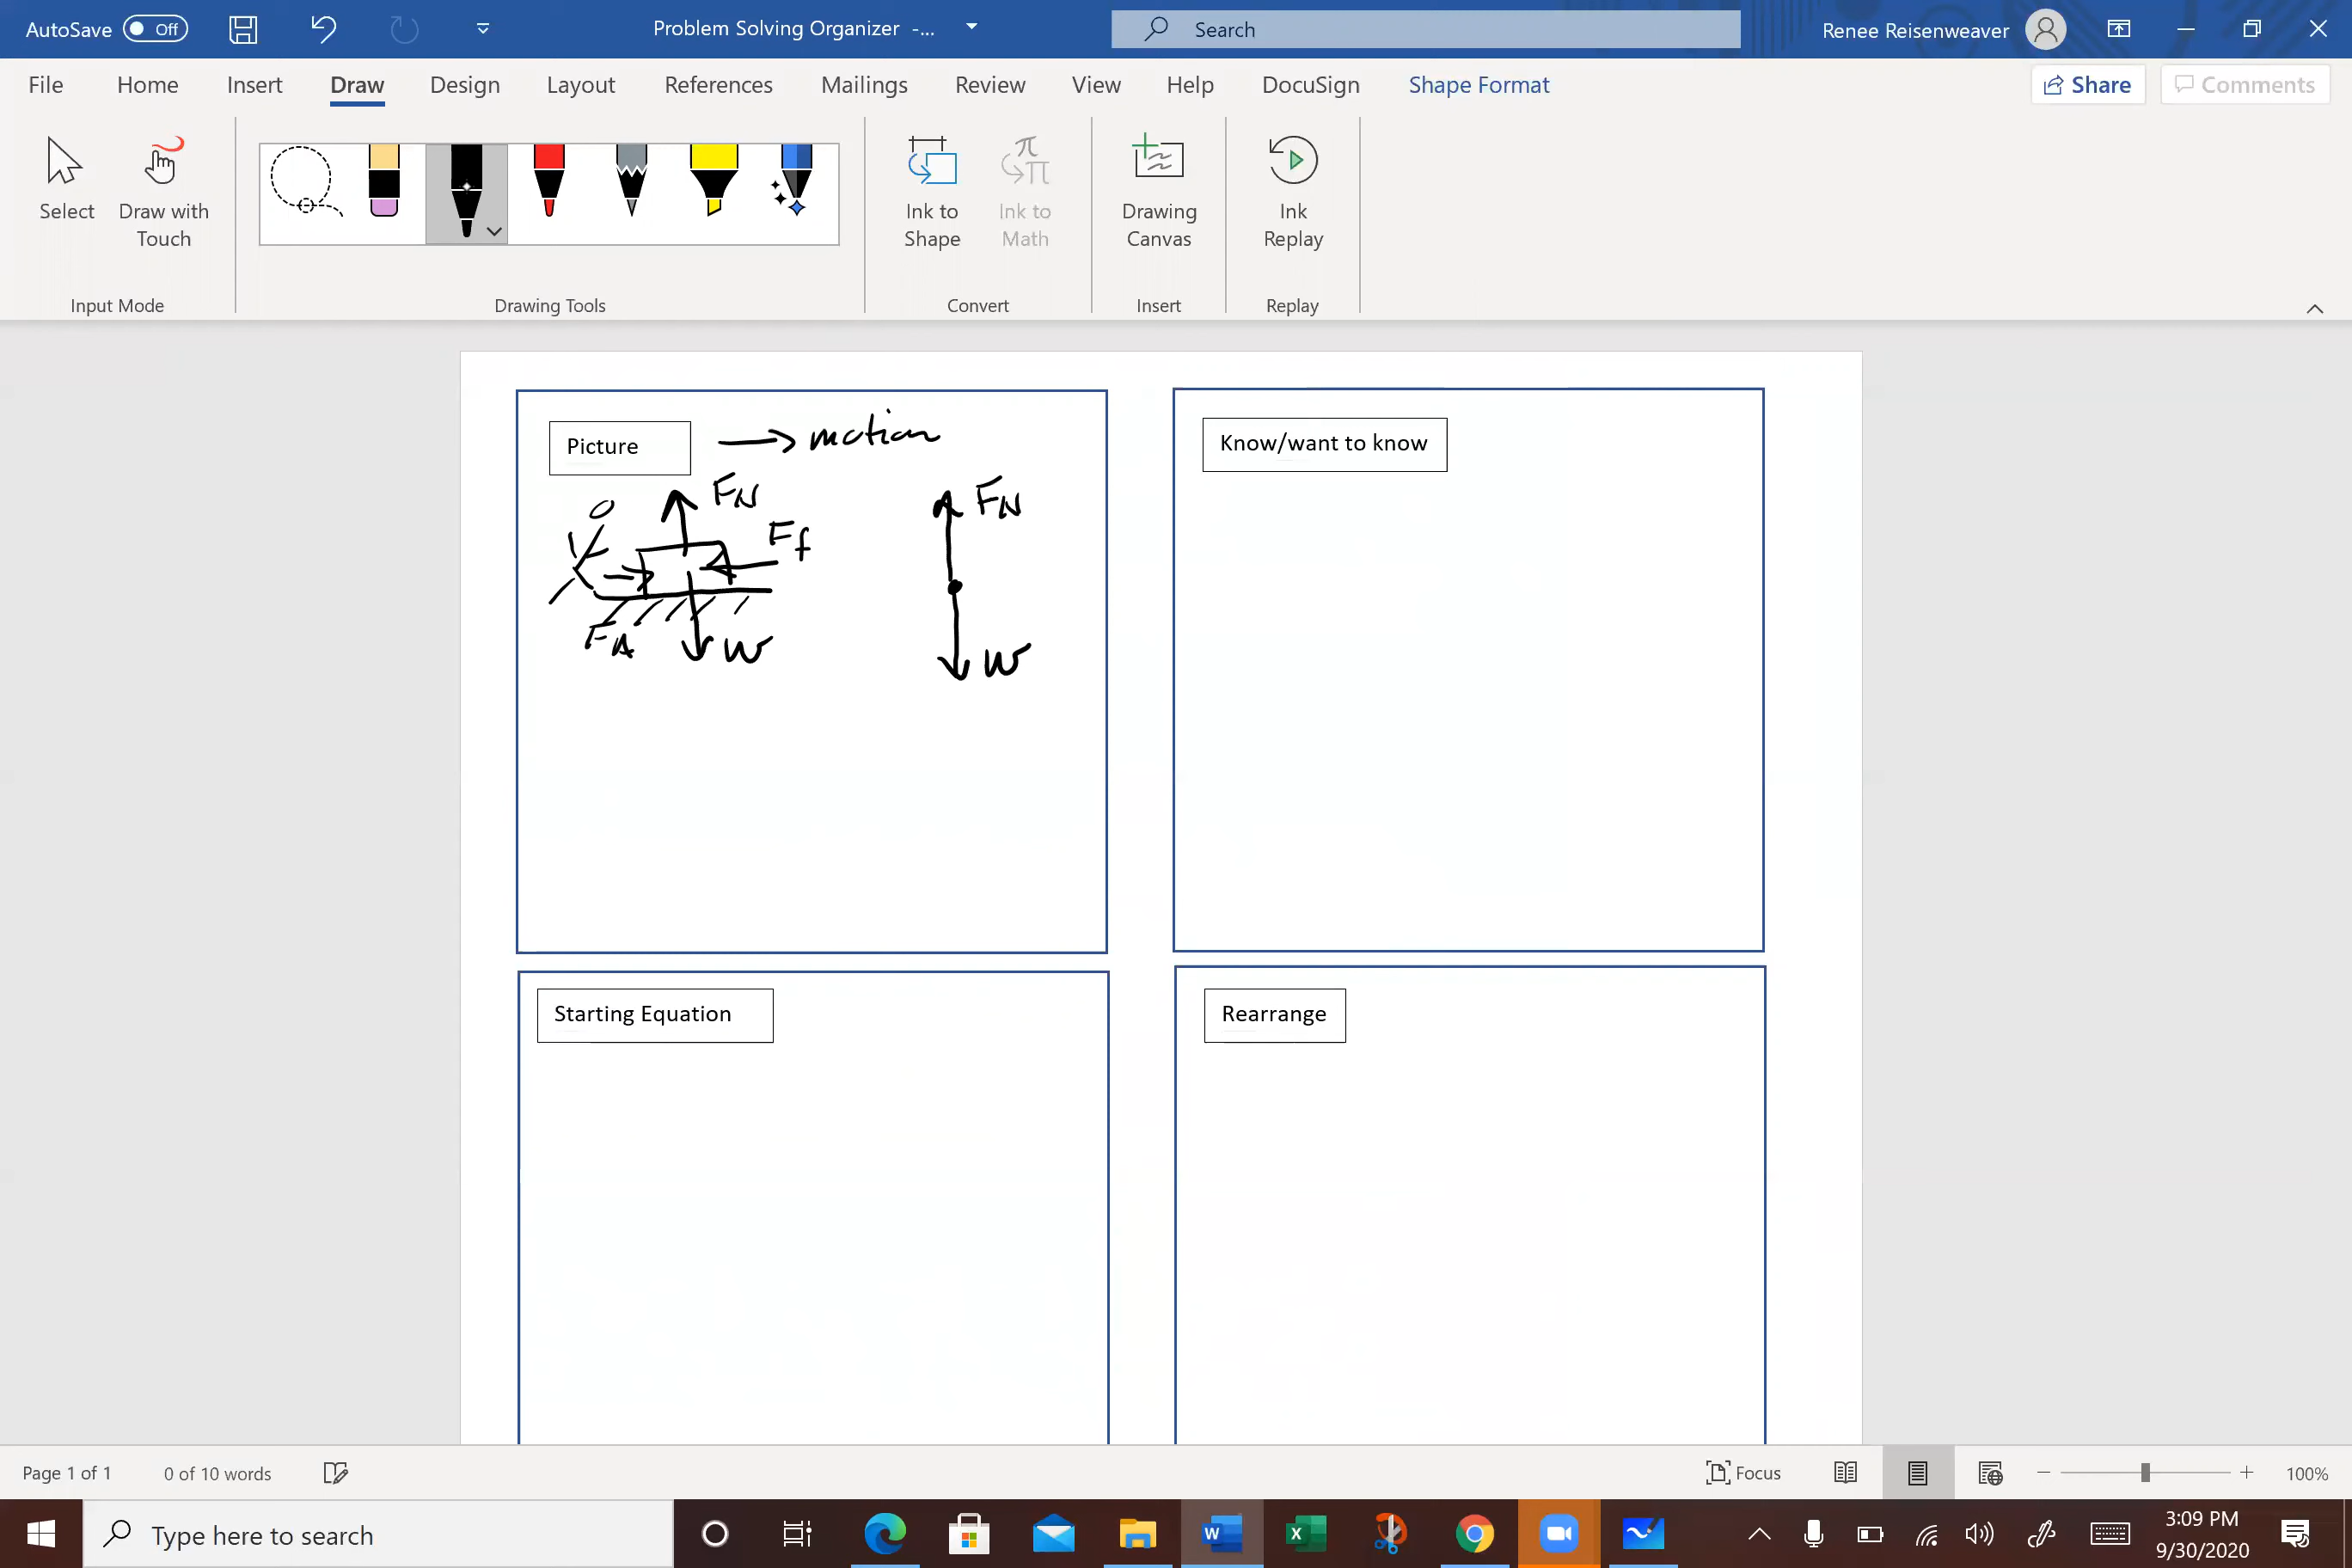 AutoSave Off Problem Solving Organizer -... Search Renee Reisenweaver
File Home Insert Draw Design Layout References Mailings Review View Help DocuSign Shape Format Share Comments
Select Draw with Touch Ink to Shape Ink to Math π π Drawing Canvas Ink Replay
Input Mode Drawing Tools Convert Insert Replay
Picture → motion
FN
Ff
FA
W
FN
W
Know/want to know
Starting Equation
Rearrange
Page 1 of 1 0 of 10 words Focus 100%
Type here to search W X 3:09 PM
9/30/2020